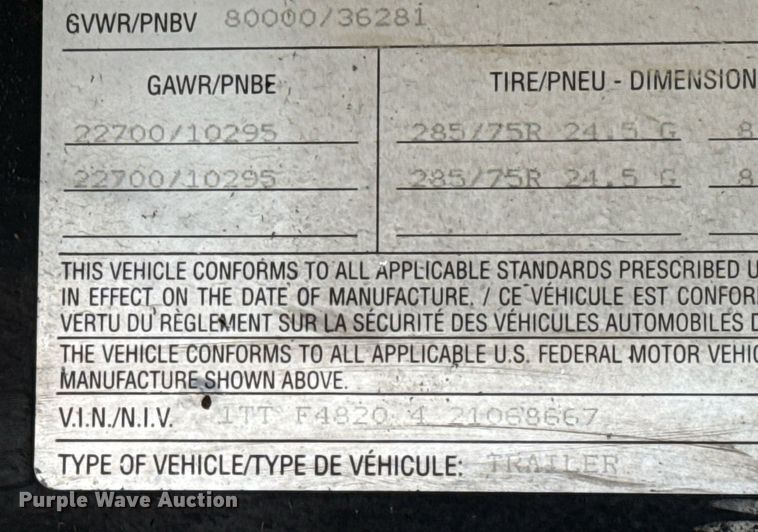 GVWR/PNBV 80000/36281
GAWR/PNBE TIRE/PNEU - DIMENSION
22700/10295 285/75R 24.5 G 8
22700/10295 285/75R 24.5 G 8
THIS VEHICLE CONFORMS TO ALL APPLICABLE STANDARDS PRESCRIBED U
IN EFFECT ON THE DATE OF MANUFACTURE. / CE VÉHICULE EST CONFOR
VERTU DU RÈGLEMENT SUR LA SÉCURITÉ DES VÉHICULES AUTOMOBILES D
THE VEHICLE CONFORMS TO ALL APPLICABLE U.S. FEDERAL MOTOR VEHIC
MANUFACTURE SHOWN ABOVE.
V.I.N./N.I.V. 1TT F4820 4 21068667
TYPE OF VEHICLE/TYPE DE VÉHICULE: TRAILER
Purple Wave Auction